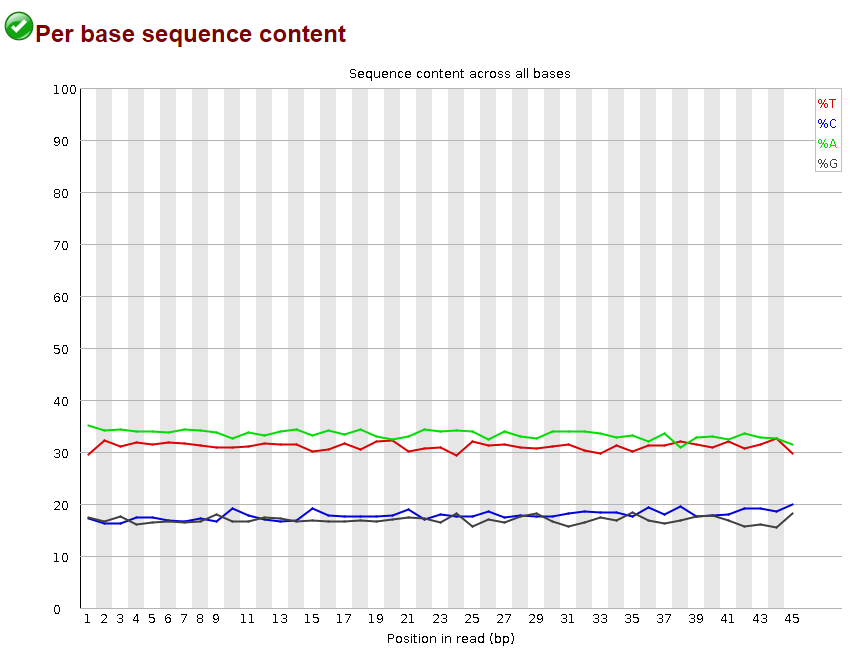 Per base sequence content
Sequence content across all bases
100
90
80
70
60
50
40
30
20
10
0
%T
%C
%A
%G
1 2 3 4 5 6 7 8 9 11 13 15 17 19 21 23 25 27 29 31 33 35 37 39 41 43 45
Position in read (bp)